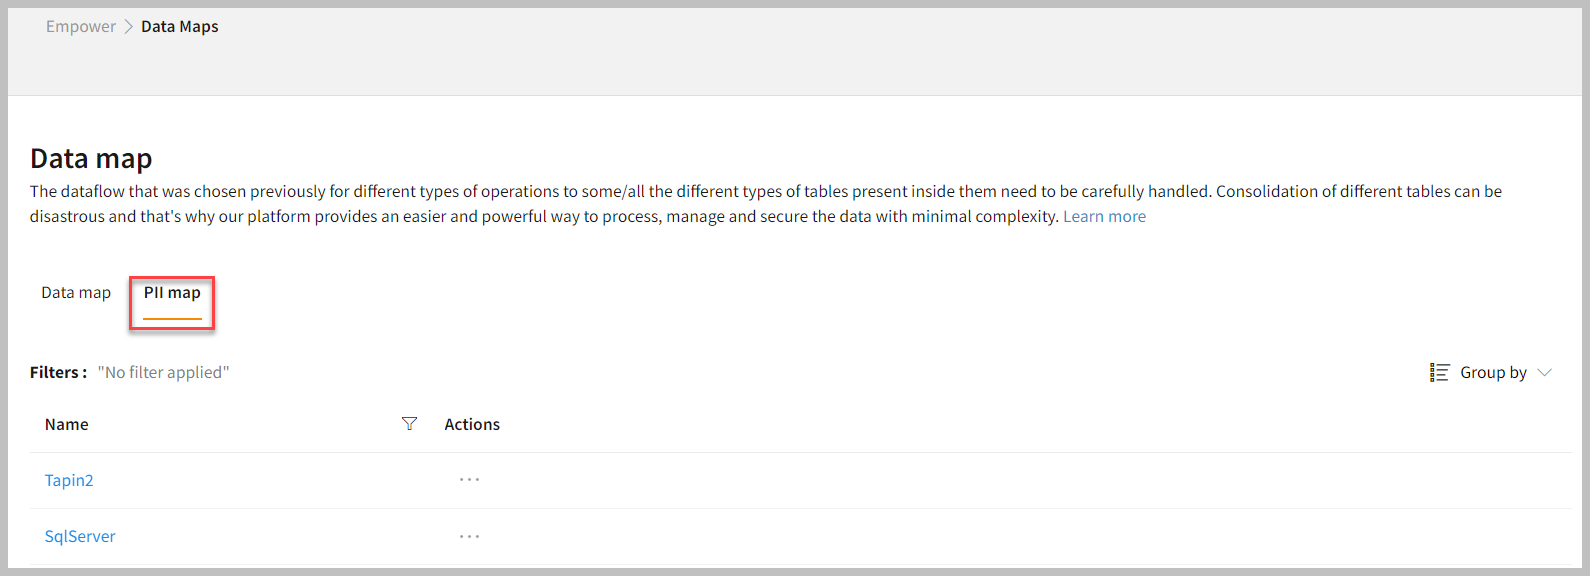 Empower > Data Maps
Data map
The dataflow that was chosen previously for different types of operations to some/all the different types of tables present inside them need to be carefully handled. Consolidation of different tables can be
disastrous and that's why our platform provides an easier and powerful way to process, manage and secure the data with minimal complexity. Learn more
Data map PII map
Filters : "No filter applied" Group by
Name Actions
Tapin2 ...
SqlServer ...